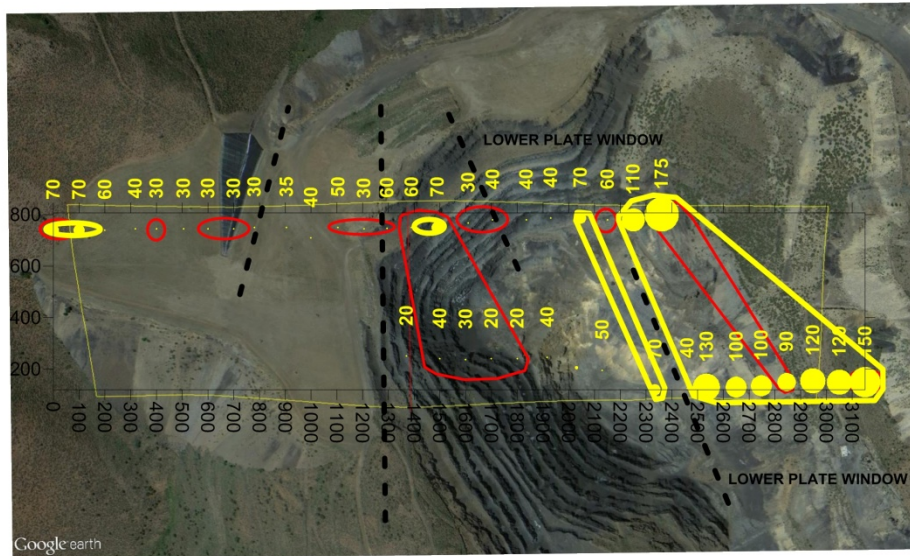 LOWER PLATE WINDOW
70 70 60 40 30 30 30 30 30 35 40 50 30 60 60 70 30 40 40 40 70 60 110 175
800
600
400
200
20 40 30 20 20 40 50 70 40 130 100 100 90 120 120 150
0 100 200 300 400 500 600 700 800 900 1000 1100 1200 1300 1400 1500 1600 1700 1800 1900 2000 2100 2200 2300 2400 2500 2600 2700 2800 2900 3000 3100
LOWER PLATE WINDOW
Google earth